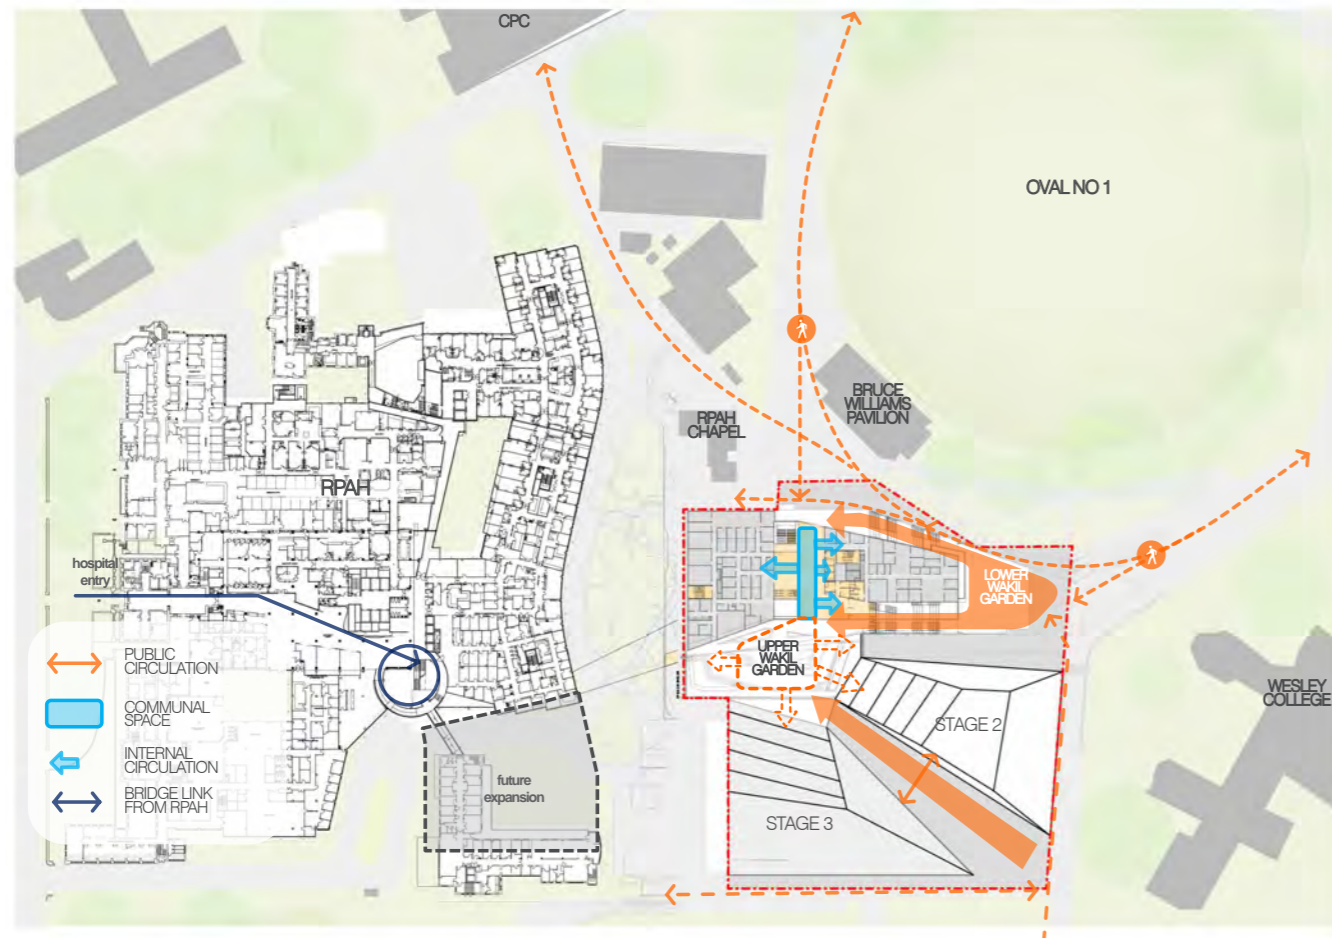 CPC
OVAL NO 1
BRUCE
WILLIAMS
PAVILION
RPAH
CHAPEL
RPAH
hospital
entry
LOWER
WAKIL
GARDEN
UPPER
WAKIL
GARDEN
WESLEY
COLLEGE
STAGE 2
STAGE 3
future
expansion
PUBLIC
CIRCULATION
COMMUNAL
SPACE
INTERNAL
CIRCULATION
BRIDGE LINK
FROM RPAH